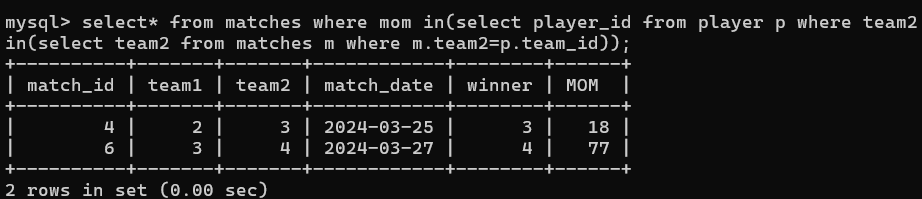 mysql> select* from matches where mom in(select player_id from player p where team2
in(select team2 from matches m where m.team2=p.team_id));
+----------+-------+-------+------------+--------+------+
| match_id | team1 | team2 | match_date | winner | MOM  |
+----------+-------+-------+------------+--------+------+
|        4 |     2 |     3 | 2024-03-25 |      3 |   18 |
|        6 |     3 |     4 | 2024-03-27 |      4 |   77 |
+----------+-------+-------+------------+--------+------+
2 rows in set (0.00 sec)